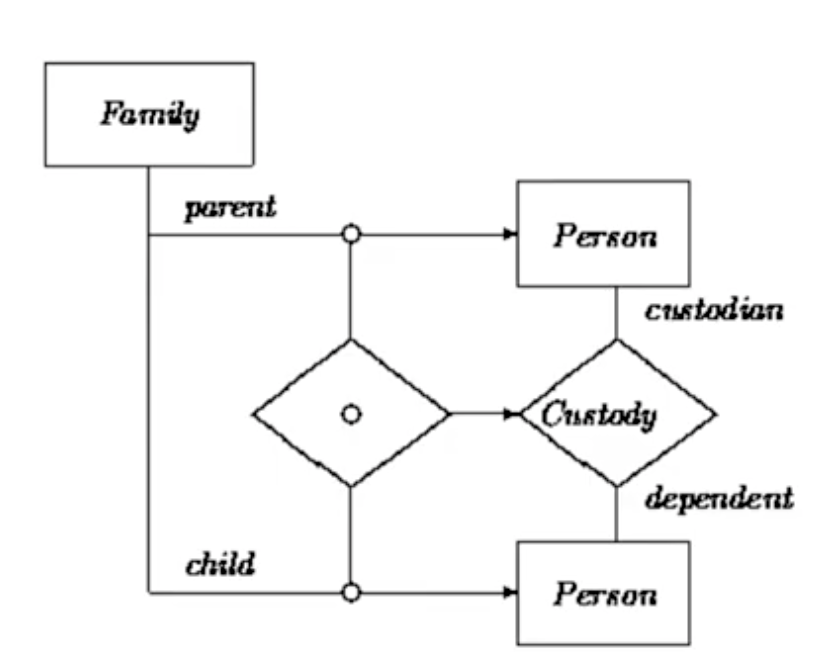 Family
parent
Person
custodian
Custody
dependent
child
Person